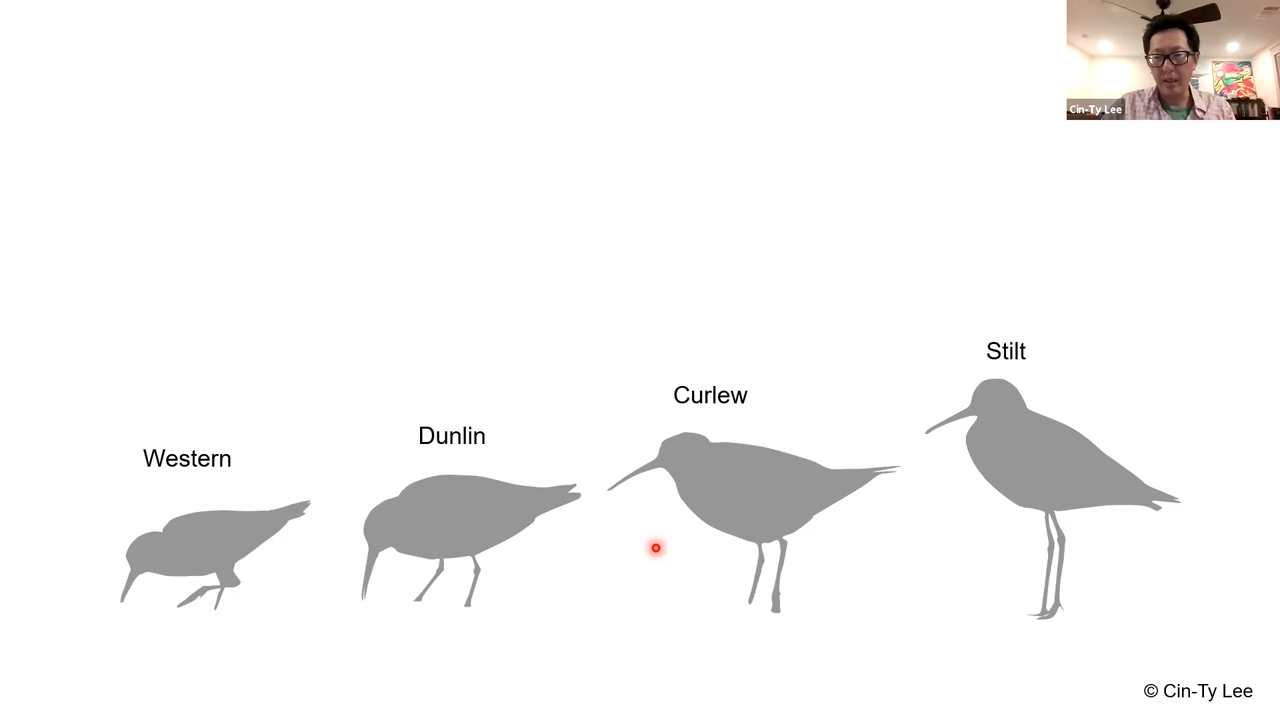 Cin-Ty Lee
Stilt
Curlew
Dunlin
Western
© Cin-Ty Lee